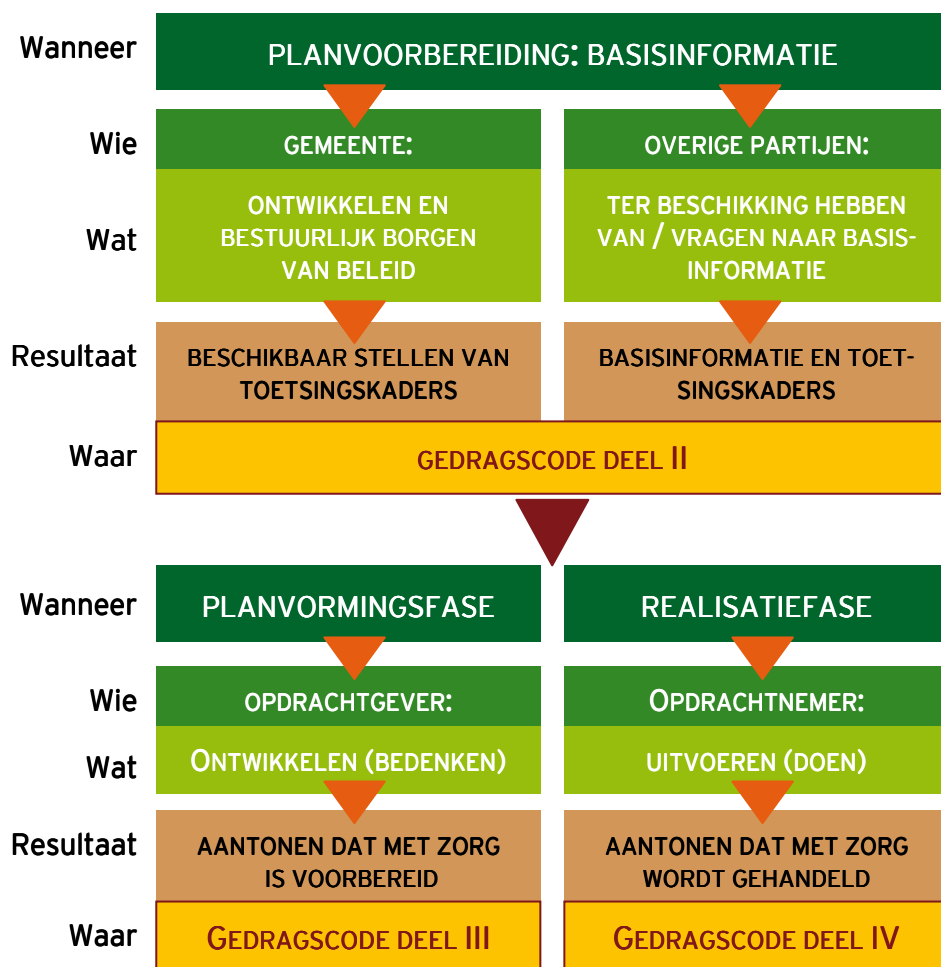 Wanneer
PLANVOORBEREIDING: BASISINFORMATIE
Wie
GEMEENTE:
OVERIGE PARTIJEN:
Wat
ONTWIKKELEN EN
BESTUURLIJK BORGEN
VAN BELEID
TER BESCHIKKING HEBBEN
VAN / VRAGEN NAAR BASIS-
INFORMATIE
Resultaat
BESCHIKBAAR STELLEN VAN
TOETSINGSKADERS
BASISINFORMATIE EN TOET-
SINGSKADERS
Waar
GEDRAGSCODE DEEL II
Wanneer
PLANVORMINGSFASE
REALISATIEFASE
Wie
OPDRACHTGEVER:
OPDRACHTNEMER:
Wat
ONTWIKKELEN (BEDENKEN)
UITVOEREN (DOEN)
Resultaat
AANTONEN DAT MET ZORG
IS VOORBEREID
AANTONEN DAT MET ZORG
WORDT GEHANDELD
Waar
GEDRAGSCODE DEEL III
GEDRAGSCODE DEEL IV